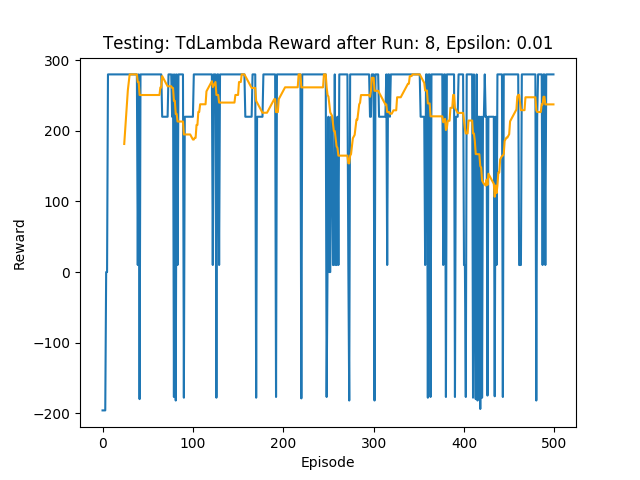 Testing: TdLambda Reward after Run: 8, Epsilon: 0.01
300
200
100
0
−100
−200
Reward
0 100 200 300 400 500
Episode